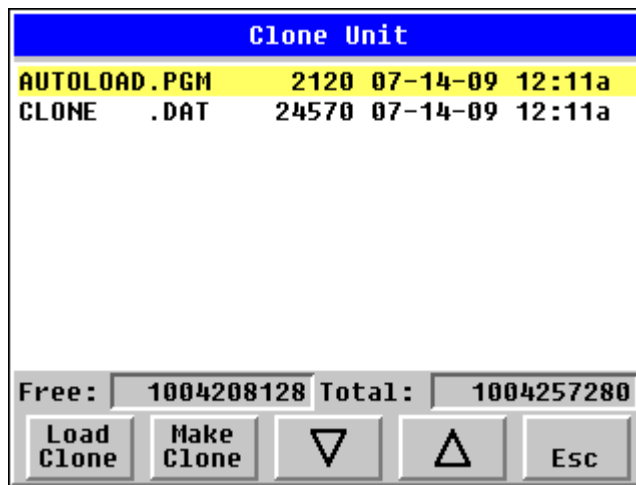 Clone Unit
AUTOLOAD.PGM 2120 07-14-09 12:11a
CLONE .DAT 24570 07-14-09 12:11a
Free: 1004208128 Total: 1004257280
Load Clone Make Clone Esc